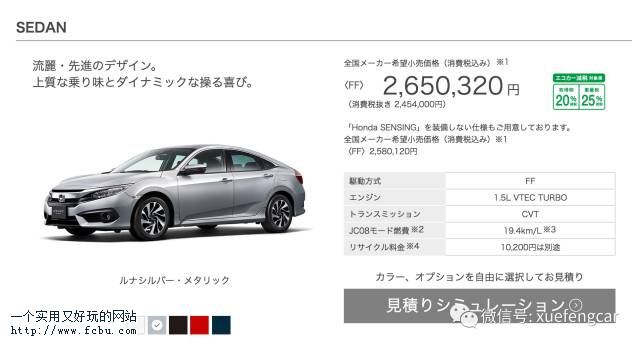 SEDAN
流麗・先進のデザイン。
上質な乗り味とダイナミックな操る喜び。
ルナシルバー・メタリック
全国メーカー希望小売価格（消費税込み）※1
〈FF〉 2,650,320 円
（消費税抜き 2,454,000円）
エコカー減税 対象車
取得税 重量税
20%減税 25%減税
「Honda SENSING」を装備しない仕様もご用意しております。
全国メーカー希望小売価格（消費税込み）※1
〈FF〉2,580,120円
駆動方式 FF
エンジン 1.5L VTEC TURBO
トランスミッション CVT
JC08モード燃費※2 19.4km/L※3
リサイクル料金※4 10,200円は別途
カラー、オプションを自由に選択してお見積り
見積りシミュレーション
微信号: xuefengcar
一个实用又好玩的网站
http://www.fcbu.com